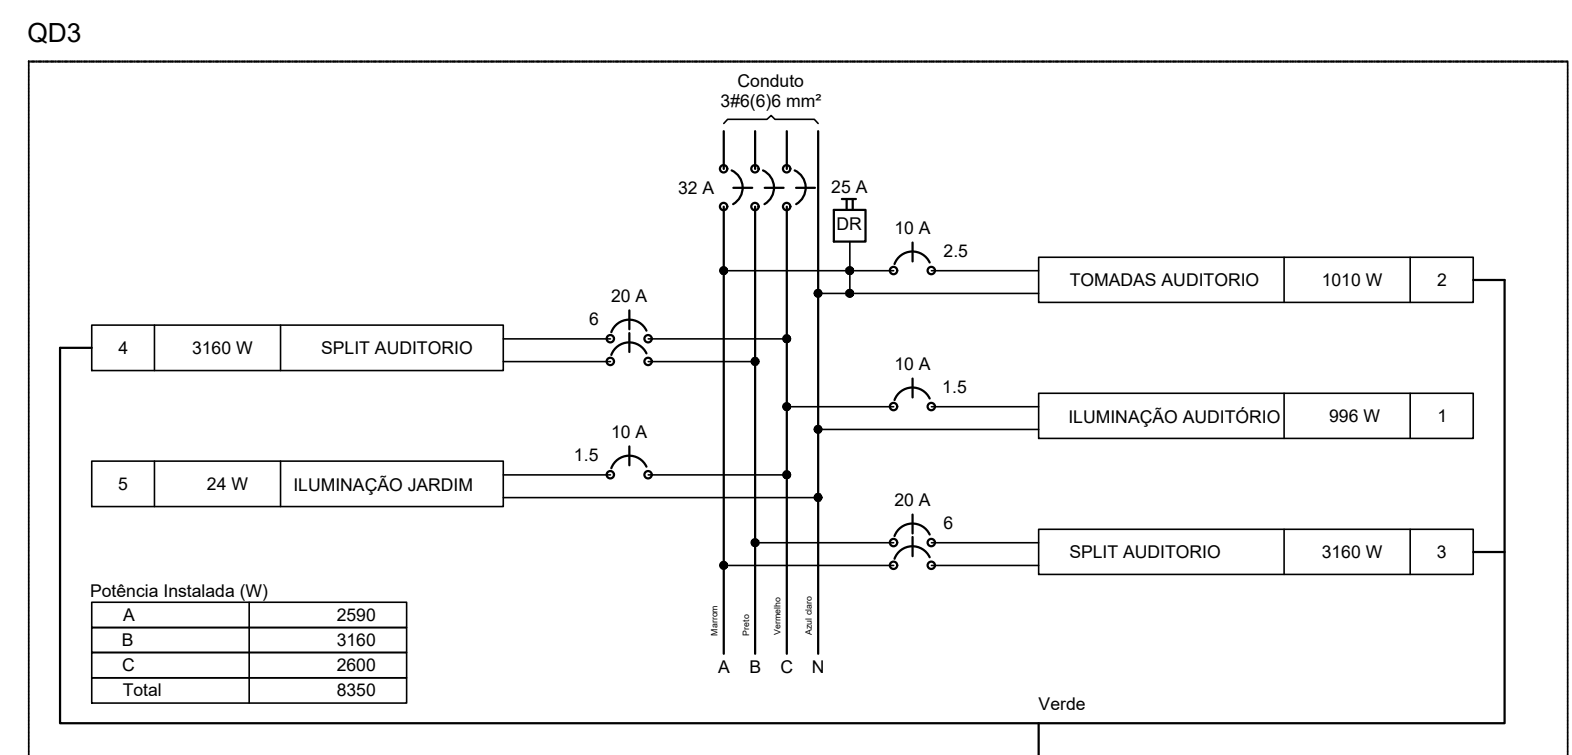 QD3
Conduto
3#6(6)6 mm²
32 A
25 A
DR
10 A
2.5
TOMADAS AUDITORIO 1010 W 2
20 A
6
4 3160 W SPLIT AUDITORIO
10 A
1.5
ILUMINAÇÃO AUDITÓRIO 996 W 1
10 A
1.5
5 24 W ILUMINAÇÃO JARDIM
20 A
6
SPLIT AUDITORIO 3160 W 3
Potência Instalada (W)
A 2590
B 3160
C 2600
Total 8350
Marrom
Preto
Vermelho
Azul claro
A B C N
Verde